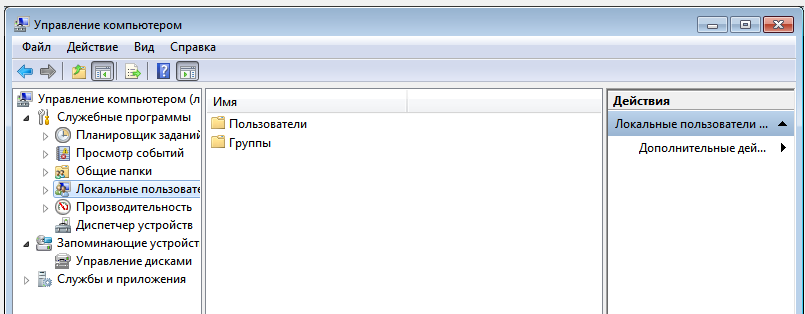 Управление компьютером
Файл Действие Вид Справка
Управление компьютером (л
Служебные программы
Планировщик заданий
Просмотр событий
Общие папки
Локальные пользовате
Производительность
Диспетчер устройств
Запоминающие устройст
Управление дисками
Службы и приложения
Имя
Пользователи
Группы
Действия
Локальные пользователи ...
Дополнительные дей...